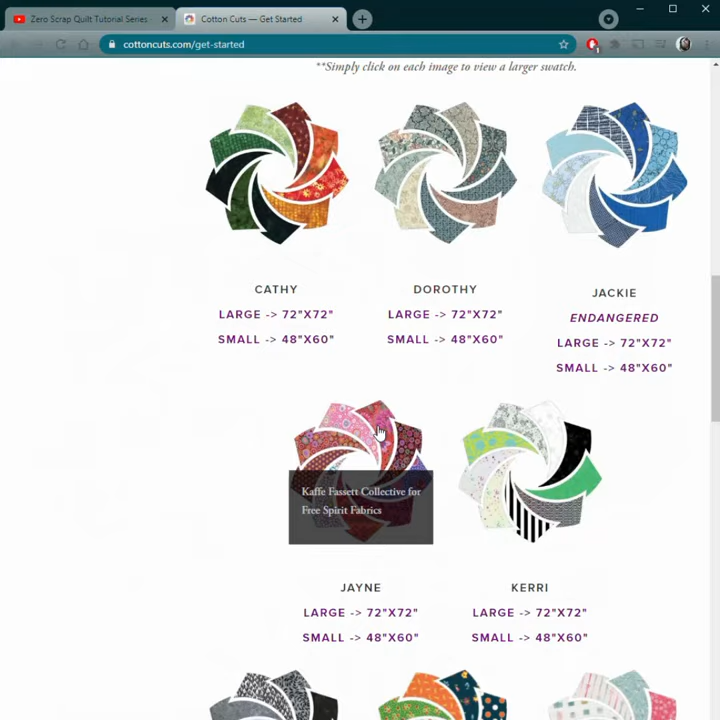 Zero Scrap Quilt Tutorial Series -
Cotton Cuts — Get Started
cottoncuts.com/get-started
**Simply click on each image to view a larger swatch.
CATHY
LARGE -> 72"X72"
SMALL -> 48"X60"
DOROTHY
LARGE -> 72"X72"
SMALL -> 48"X60"
JACKIE
ENDANGERED
LARGE -> 72"X72"
SMALL -> 48"X60"
Kaffe Fassett Collective for
Free Spirit Fabrics
JAYNE
LARGE -> 72"X72"
SMALL -> 48"X60"
KERRI
LARGE -> 72"X72"
SMALL -> 48"X60"